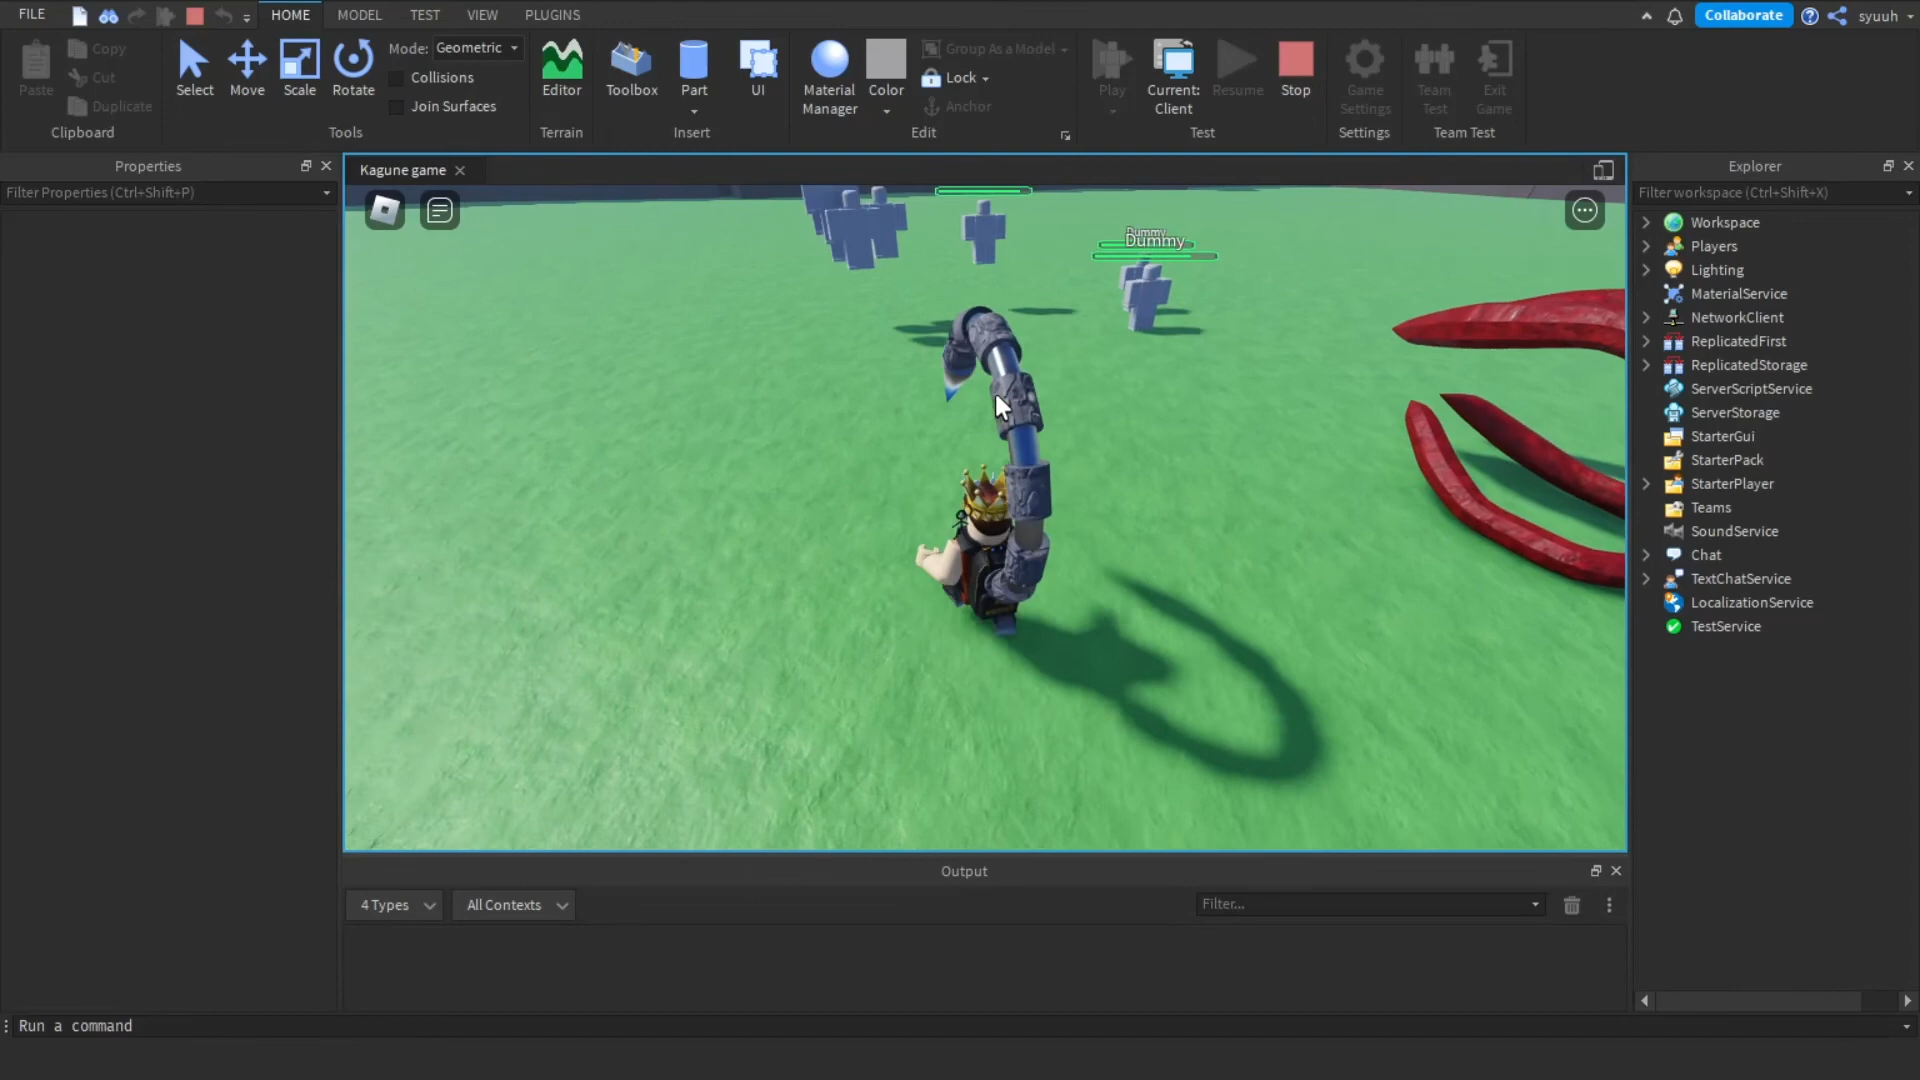 FILE HOME MODEL TEST VIEW PLUGINS Collaborate syuuh
Paste Copy Cut Duplicate
Clipboard
Select Move Scale Rotate
Mode: Geometric
Collisions
Join Surfaces
Tools
Editor
Terrain
Toolbox Part UI
Insert
Material Manager Color
Group As a Model
Lock
Anchor
Edit
Play Current: Client Resume Stop
Test
Game Settings
Settings
Team Test Exit Game
Team Test
Properties
Filter Properties (Ctrl+Shift+P)
Kagune game
Dummy
Dummy
Explorer
Filter workspace (Ctrl+Shift+X)
Workspace
Players
Lighting
MaterialService
NetworkClient
ReplicatedFirst
ReplicatedStorage
ServerScriptService
ServerStorage
StarterGui
StarterPack
StarterPlayer
Teams
SoundService
Chat
TextChatService
LocalizationService
TestService
Output
4 Types All Contexts Filter...
Run a command